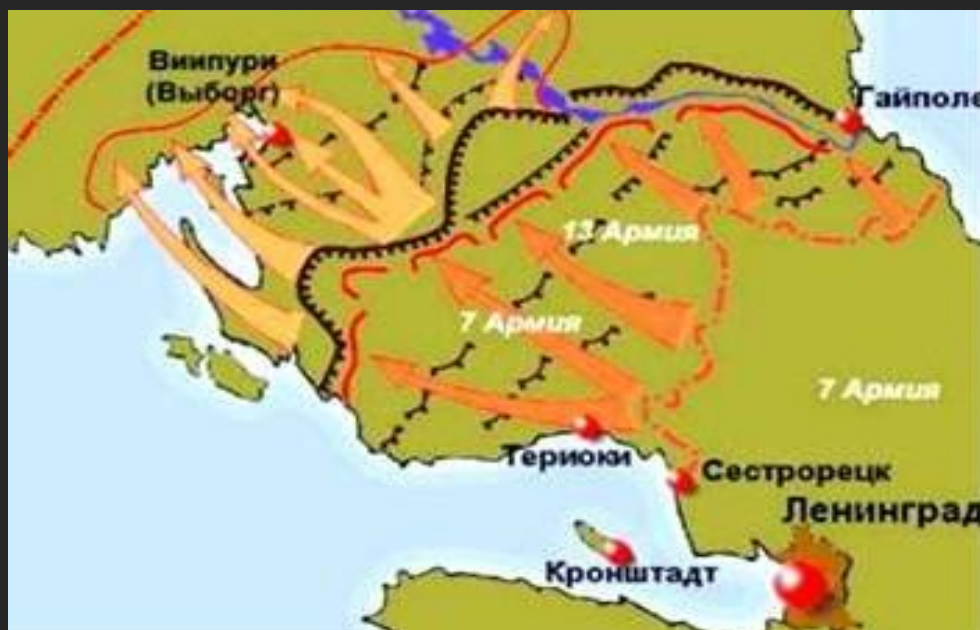 Виипури
(Выборг)
Гайполе
13 Армия
7 Армия
7 Армия
Териоки
Сестрорецк
Ленинград
Кронштадт